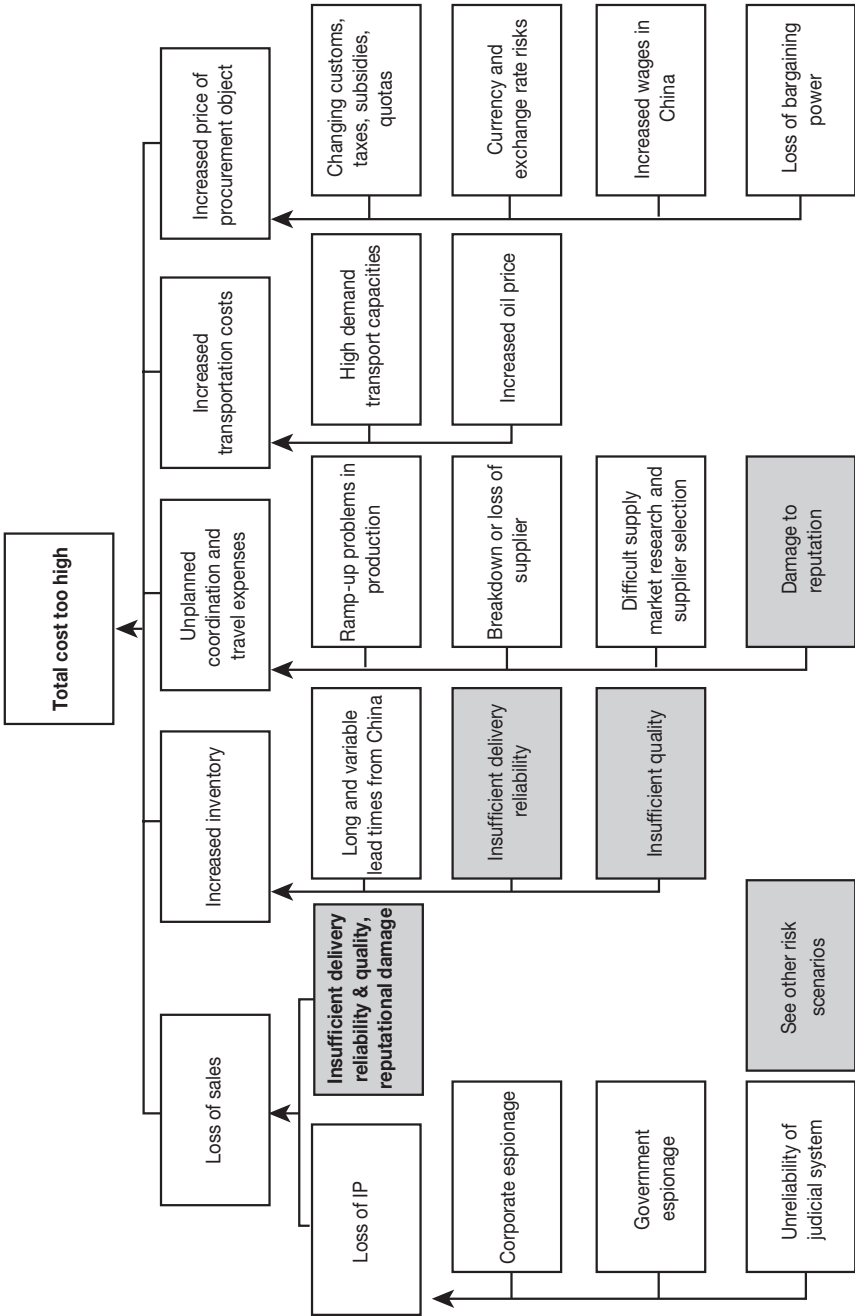 Total cost too high
Loss of sales
Increased inventory
Unplanned
coordination and
travel expenses
Increased
transportation costs
Increased price of
procurement object
Loss of IP
Insufficient delivery
reliability & quality,
reputational damage
Long and variable
lead times from China
Ramp-up problems in
production
High demand
transport capacities
Changing customs,
taxes, subsidies,
quotas
Corporate espionage
Insufficient delivery
reliability
Breakdown or loss of
supplier
Increased oil price
Currency and
exchange rate risks
Government
espionage
Insufficient quality
Difficult supply
market research and
supplier selection
Increased wages in
China
Unreliability of
judicial system
See other risk
scenarios
Damage to
reputation
Loss of bargaining
power